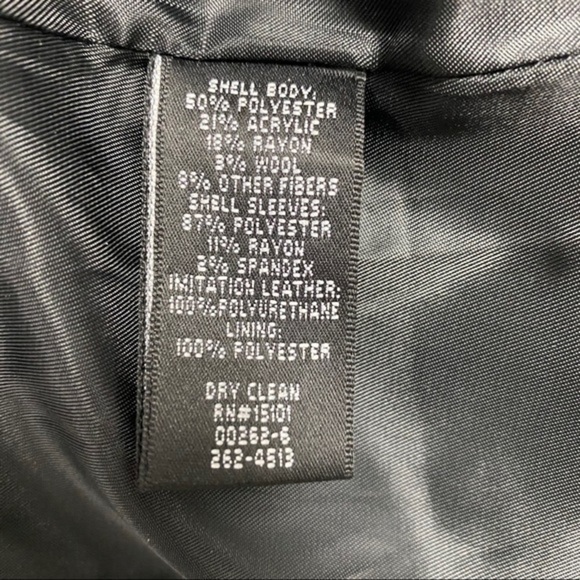 SHELL BODY:
50% POLYESTER
21% ACRYLIC
18% RAYON
3% WOOL
8% OTHER FIBERS
SHELL SLEEVES:
87% POLYESTER
11% RAYON
2% SPANDEX
IMITATION LEATHER:
100%POLYURETHANE
LINING:
100% POLYESTER
DRY CLEAN
RN#15101
00262-6
262-4513